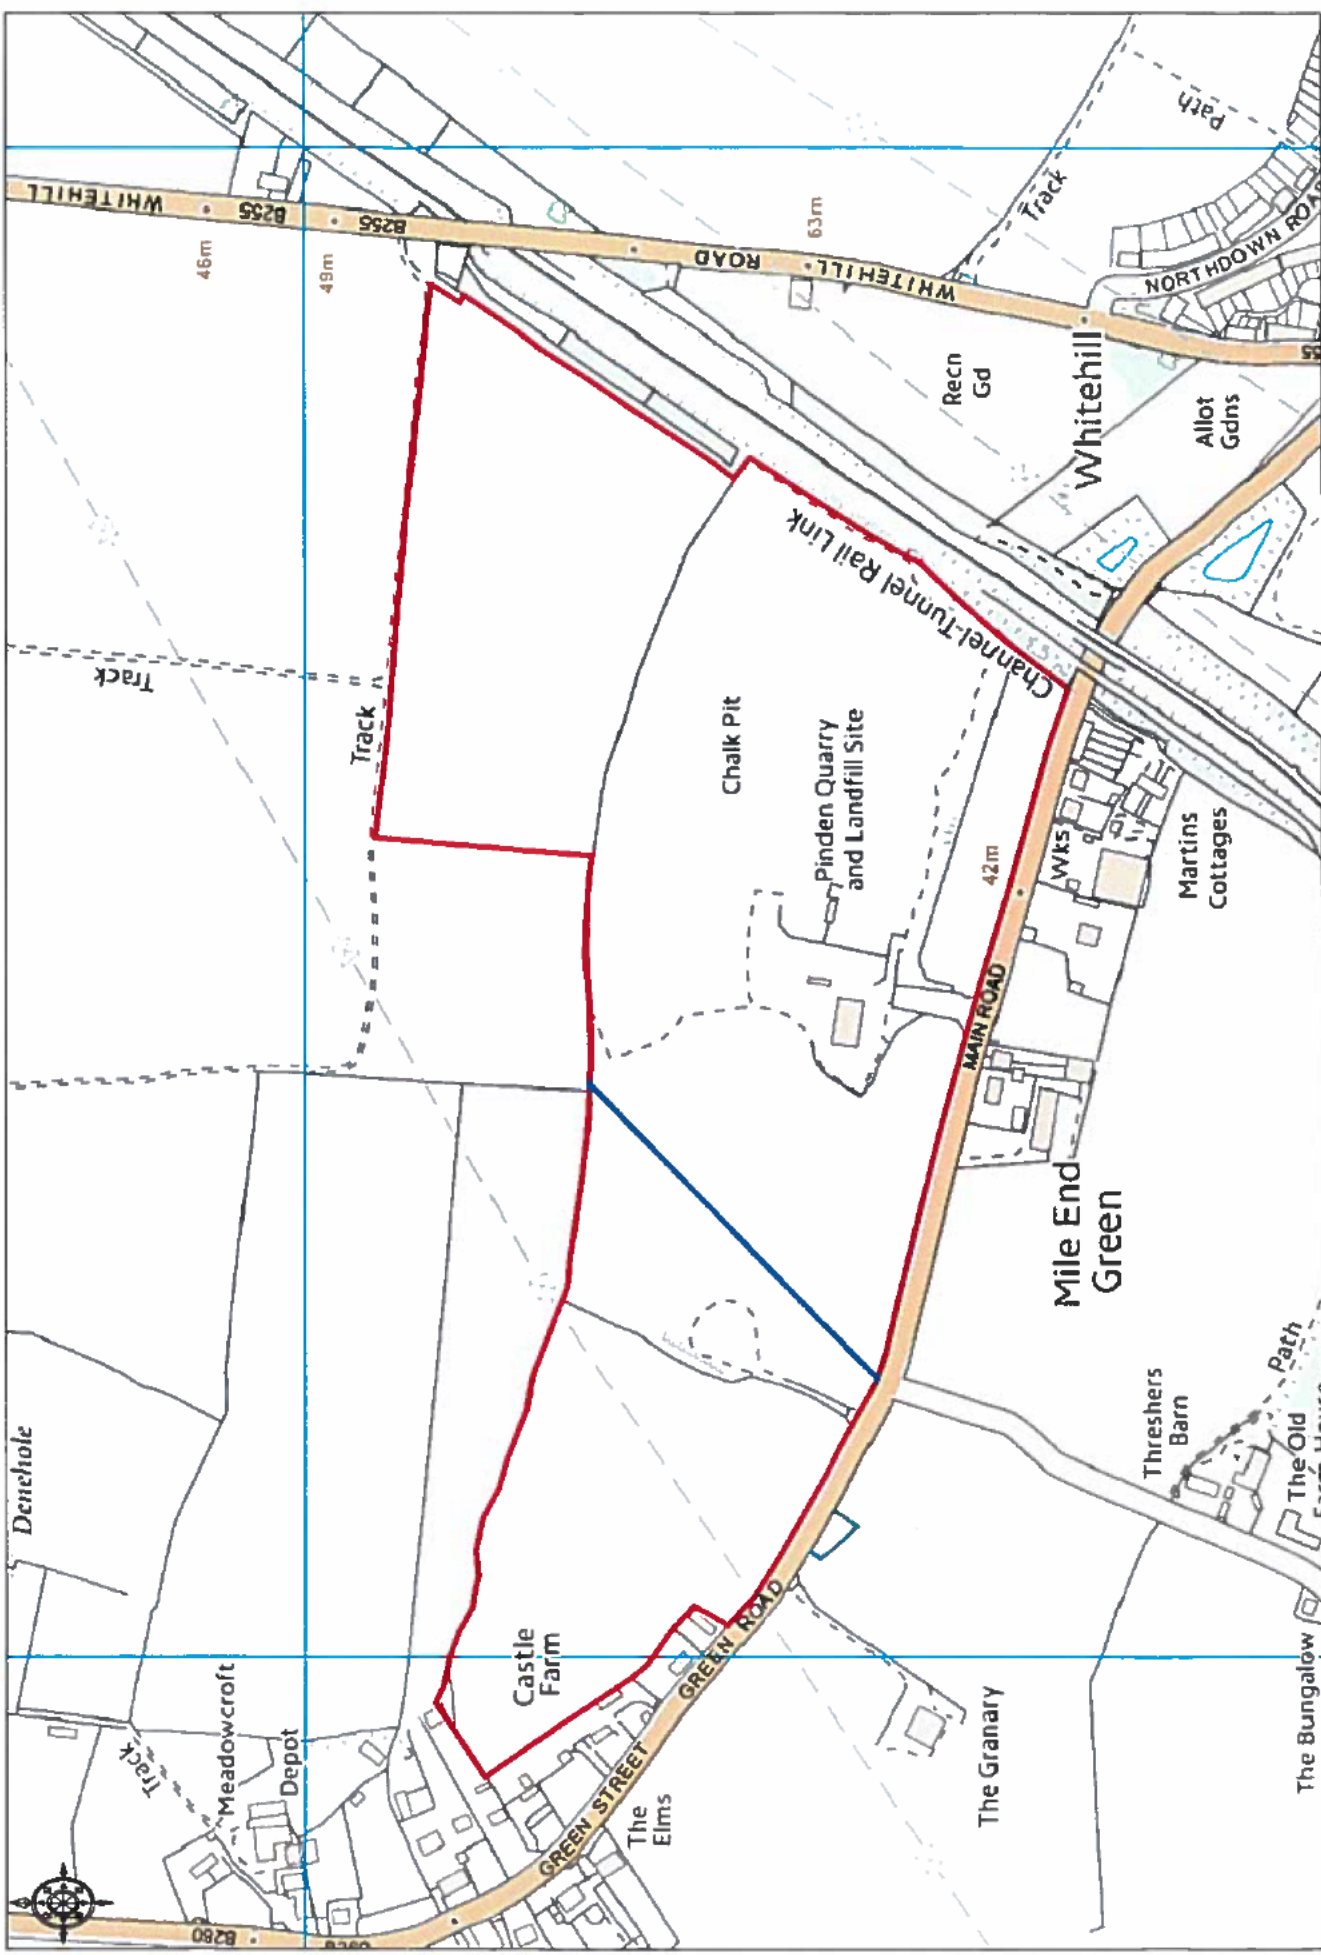 WHITEHILL
B255
B255
46m
49m
ROAD
WHITEHILL
63m
Track
Path
NORTHDOWN ROA
Recn
Gd
Whitehill
Allot
Gdns
55
Track
Track
Channel Tunnel Rail Link
Chalk Pit
Pinden Quarry
and Landfill Site
42m
Wks
Martins
Cottages
MAIN ROAD
Mile End
Green
Denehole
Threshers
Barn
Path
The Old
Castle
Farm
GREEN ROAD
Track
Meadowcroft
Depot
GREEN STREET
The
Elms
The Granary
The Bungalow
B260